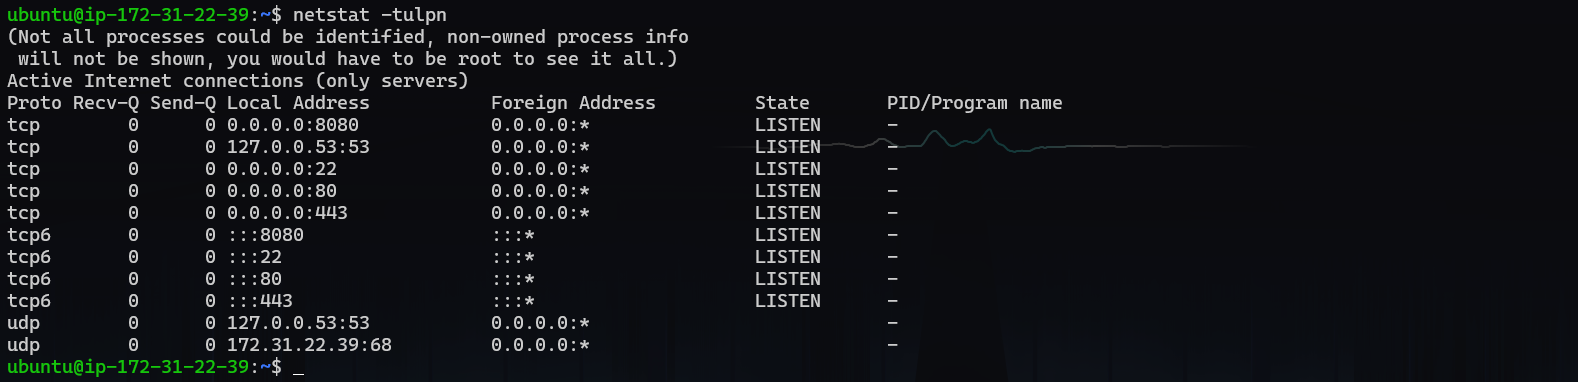 ubuntu@ip-172-31-22-39:~$ netstat -tulpn
(Not all processes could be identified, non-owned process info
 will not be shown, you would have to be root to see it all.)
Active Internet connections (only servers)
Proto Recv-Q Send-Q Local Address           Foreign Address         State       PID/Program name
tcp        0      0 0.0.0.0:8080            0.0.0.0:*               LISTEN      -
tcp        0      0 127.0.0.53:53           0.0.0.0:*               LISTEN      -
tcp        0      0 0.0.0.0:22              0.0.0.0:*               LISTEN      -
tcp        0      0 0.0.0.0:80              0.0.0.0:*               LISTEN      -
tcp        0      0 0.0.0.0:443             0.0.0.0:*               LISTEN      -
tcp6       0      0 :::8080                 :::*                    LISTEN      -
tcp6       0      0 :::22                   :::*                    LISTEN      -
tcp6       0      0 :::80                   :::*                    LISTEN      -
tcp6       0      0 :::443                  :::*                    LISTEN      -
udp        0      0 127.0.0.53:53           0.0.0.0:*                           -
udp        0      0 172.31.22.39:68         0.0.0.0:*                           -
ubuntu@ip-172-31-22-39:~$ _